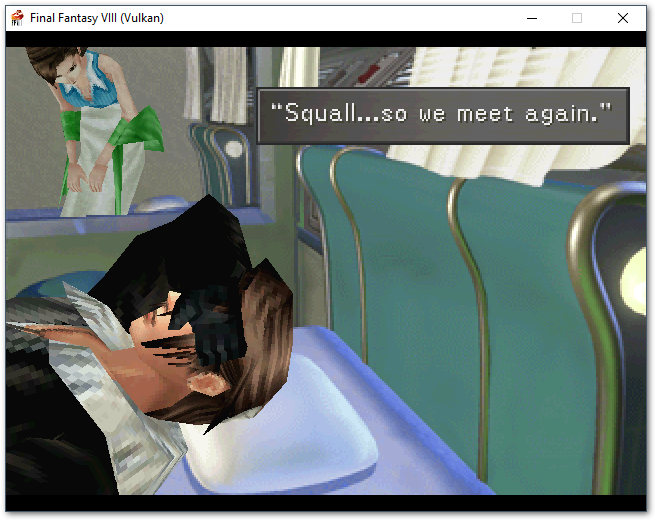 Final Fantasy VIII (Vulkan)
“Squall...so we meet again.”